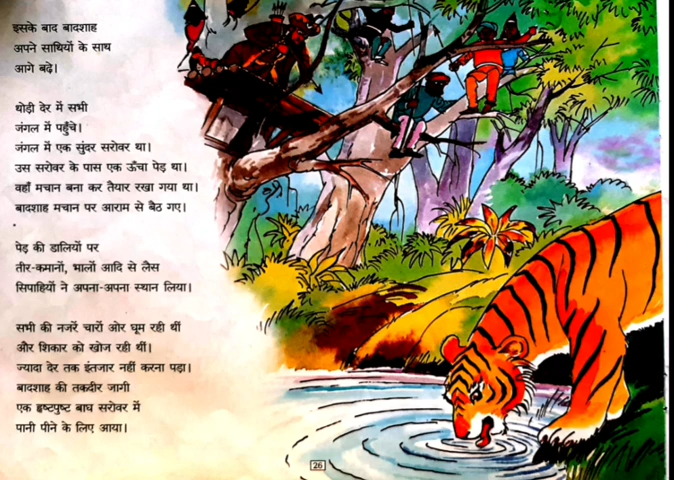 इसके बाद बादशाह
अपने साथियों के साथ
आगे बढ़े।
थोड़ी देर में सभी
जंगल में पहुँचे।
जंगल में एक सुंदर सरोवर था।
उस सरोवर के पास एक ऊँचा पेड़ था।
वहाँ मचान बना कर तैयार रखा गया था।
बादशाह मचान पर आराम से बैठ गए।
पेड़ की डालियों पर
तीर-कमानों, भालों आदि से लैस
सिपाहियों ने अपना-अपना स्थान लिया।
सभी की नजरें चारों ओर घूम रही थीं
और शिकार को खोज रही थीं।
ज्यादा देर तक इंतजार नहीं करना पड़ा।
बादशाह की तकदीर जागी
एक हृष्टपुष्ट बाघ सरोवर में
पानी पीने के लिए आया।
26